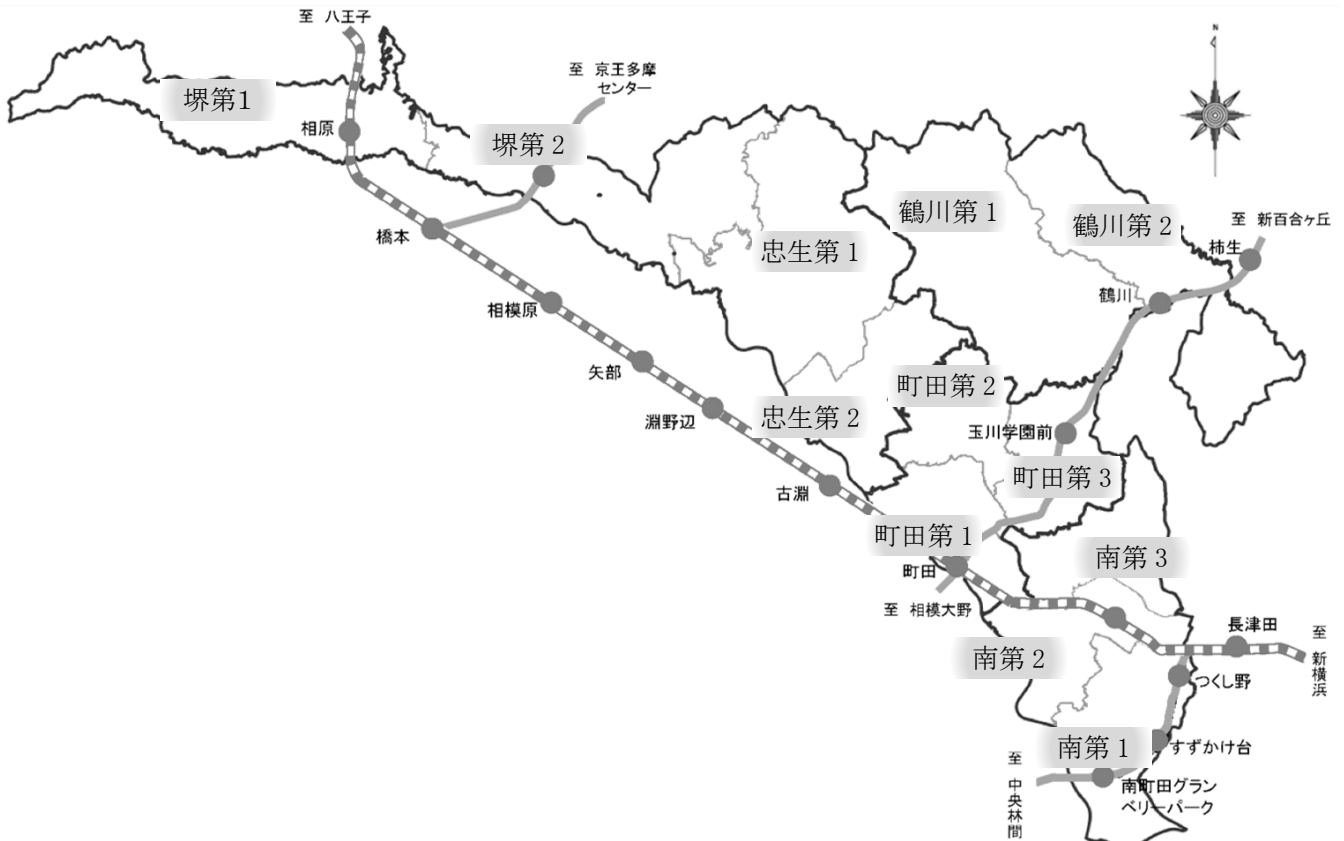 至 八王子
N
至 京王多摩
センター
堺第1
相原
堺第2
橋本
鶴川第1
鶴川第2
至 新百合ヶ丘
柿生
忠生第1
鶴川
相模原
矢部
町田第2
淵野辺
忠生第2
玉川学園前
町田第3
古淵
町田第1
町田
南第3
至 相模大野
長津田
至 新横浜
南第2
つくし野
南第1
すずかけ台
至 中央林間
南町田グラン
ベリーパーク